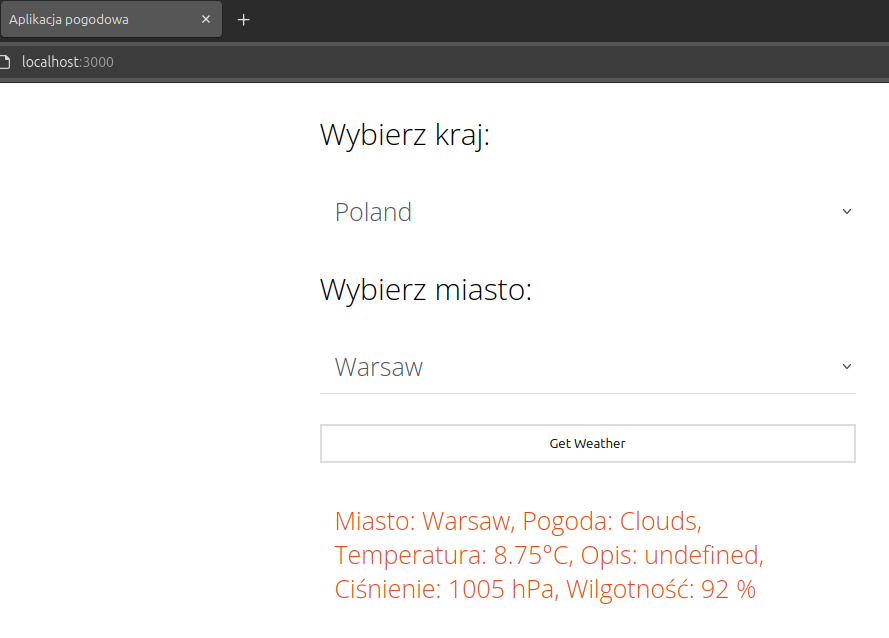 Aplikacja pogodowa
localhost:3000
Wybierz kraj:
Poland
Wybierz miasto:
Warsaw
Get Weather
Miasto: Warsaw, Pogoda: Clouds,
Temperatura: 8.75°C, Opis: undefined,
Ciśnienie: 1005 hPa, Wilgotność: 92 %